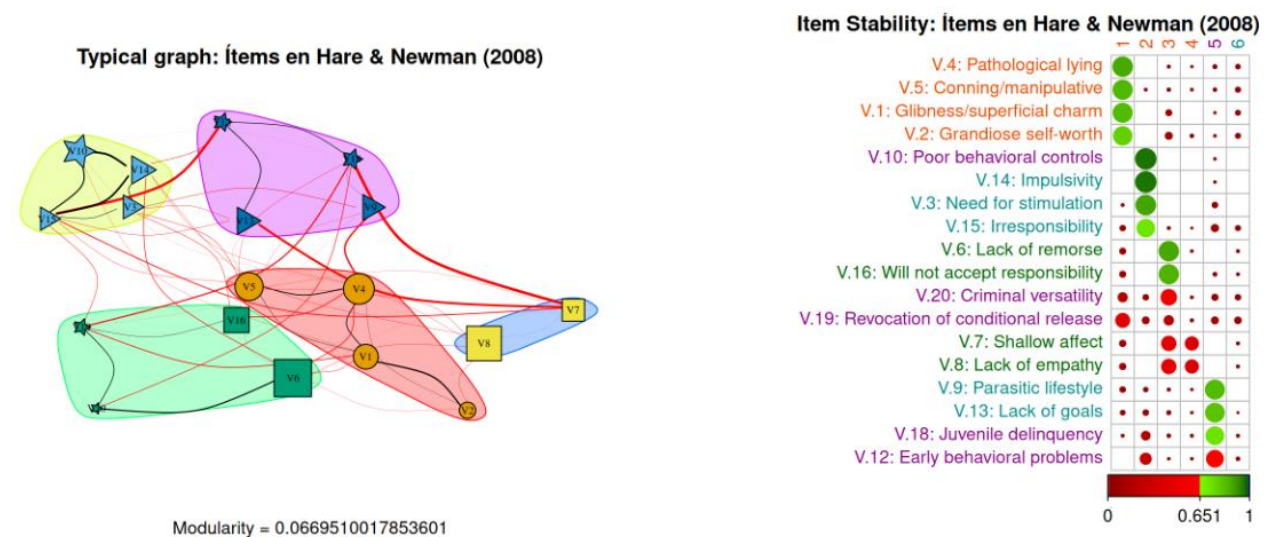 Typical graph: Ítems en Hare & Newman (2008)
V10
V14
V3
V15
V9
V5
V4
V16
V7
V8
V1
V6
V2
Modularity = 0.0669510017853601
Item Stability: Ítems en Hare & Newman (2008)
1 2 3 4 5 6
V.4: Pathological lying
V.5: Conning/manipulative
V.1: Glibness/superficial charm
V.2: Grandiose self-worth
V.10: Poor behavioral controls
V.14: Impulsivity
V.3: Need for stimulation
V.15: Irresponsibility
V.6: Lack of remorse
V.16: Will not accept responsibility
V.20: Criminal versatility
V.19: Revocation of conditional release
V.7: Shallow affect
V.8: Lack of empathy
V.9: Parasitic lifestyle
V.13: Lack of goals
V.18: Juvenile delinquency
V.12: Early behavioral problems
0 0.651 1